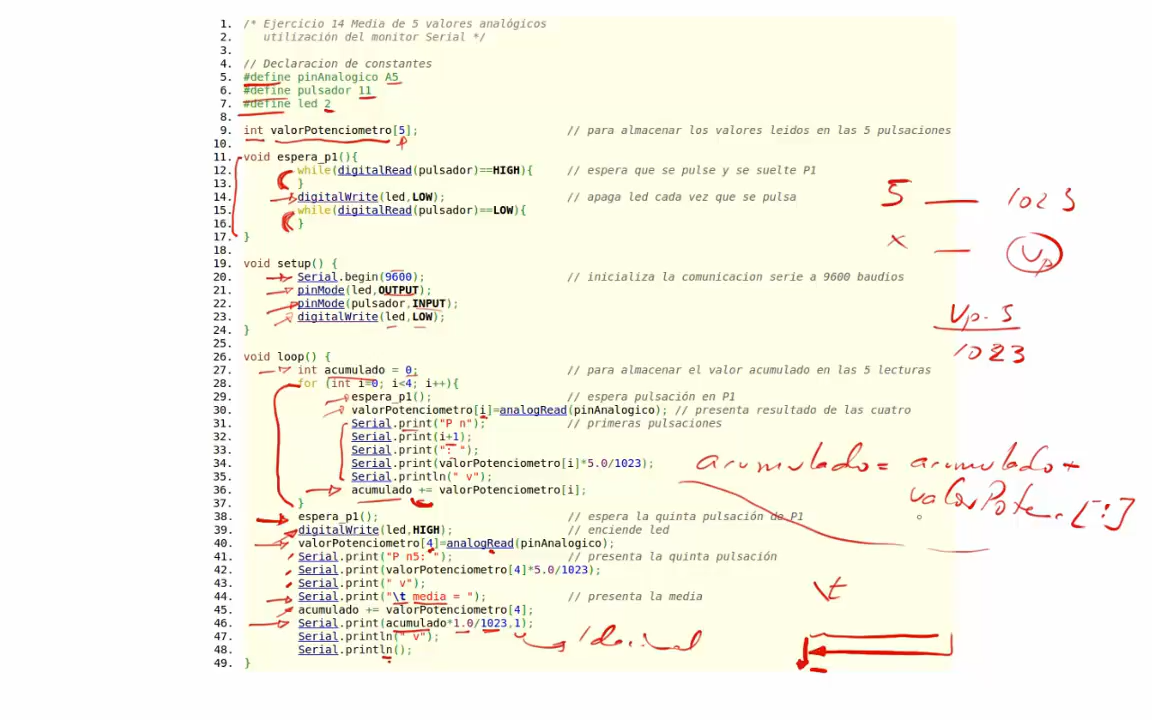 1. /* Ejercicio 14 Media de 5 valores analógicos
2. utilización del monitor Serial */
3.
4. // Declaracion de constantes
5. #define pinAnalogico A5
6. #define pulsador 11
7. #define led 2
8.
9. int valorPotenciometro[5]; // para almacenar los valores leidos en las 5 pulsaciones
10.
11. void espera_p1(){
12. while(digitalRead(pulsador)==HIGH){ // espera que se pulse y se suelte P1
13. }
14. digitalWrite(led,LOW); // apaga led cada vez que se pulsa
15. while(digitalRead(pulsador)==LOW){
16. }
17. }
18.
19. void setup() {
20. Serial.begin(9600); // inicializa la comunicacion serie a 9600 baudios
21. pinMode(led,OUTPUT);
22. pinMode(pulsador,INPUT);
23. digitalWrite(led,LOW);
24. }
25.
26. void loop() {
27. int acumulado = 0; // para almacenar el valor acumulado en las 5 lecturas
28. for (int i=0; i<4; i++){
29. espera_p1(); // espera pulsación en P1
30. valorPotenciometro[i]=analogRead(pinAnalogico); // presenta resultado de las cuatro
31. Serial.print("P n"); // primeras pulsaciones
32. Serial.print(i+1);
33. Serial.print(": ");
34. Serial.print(valorPotenciometro[i]*5.0/1023);
35. Serial.println(" v");
36. acumulado += valorPotenciometro[i];
37. }
38. espera_p1(); // espera la quinta pulsación de P1
39. digitalWrite(led,HIGH); // enciende led
40. valorPotenciometro[4]=analogRead(pinAnalogico);
41. Serial.print("P n5: "); // presenta la quinta pulsación
42. Serial.print(valorPotenciometro[4]*5.0/1023);
43. Serial.print(" v");
44. Serial.print("\t media = "); // presenta la media
45. acumulado += valorPotenciometro[4];
46. Serial.print(acumulado*1.0/1023,1);
47. Serial.println(" v");
48. Serial.println();
49. }
5 — 1023
x — Vp
Vp. 5
1023
acumulado = acumulado +
valorPoten. [i]
\t
1 decimal